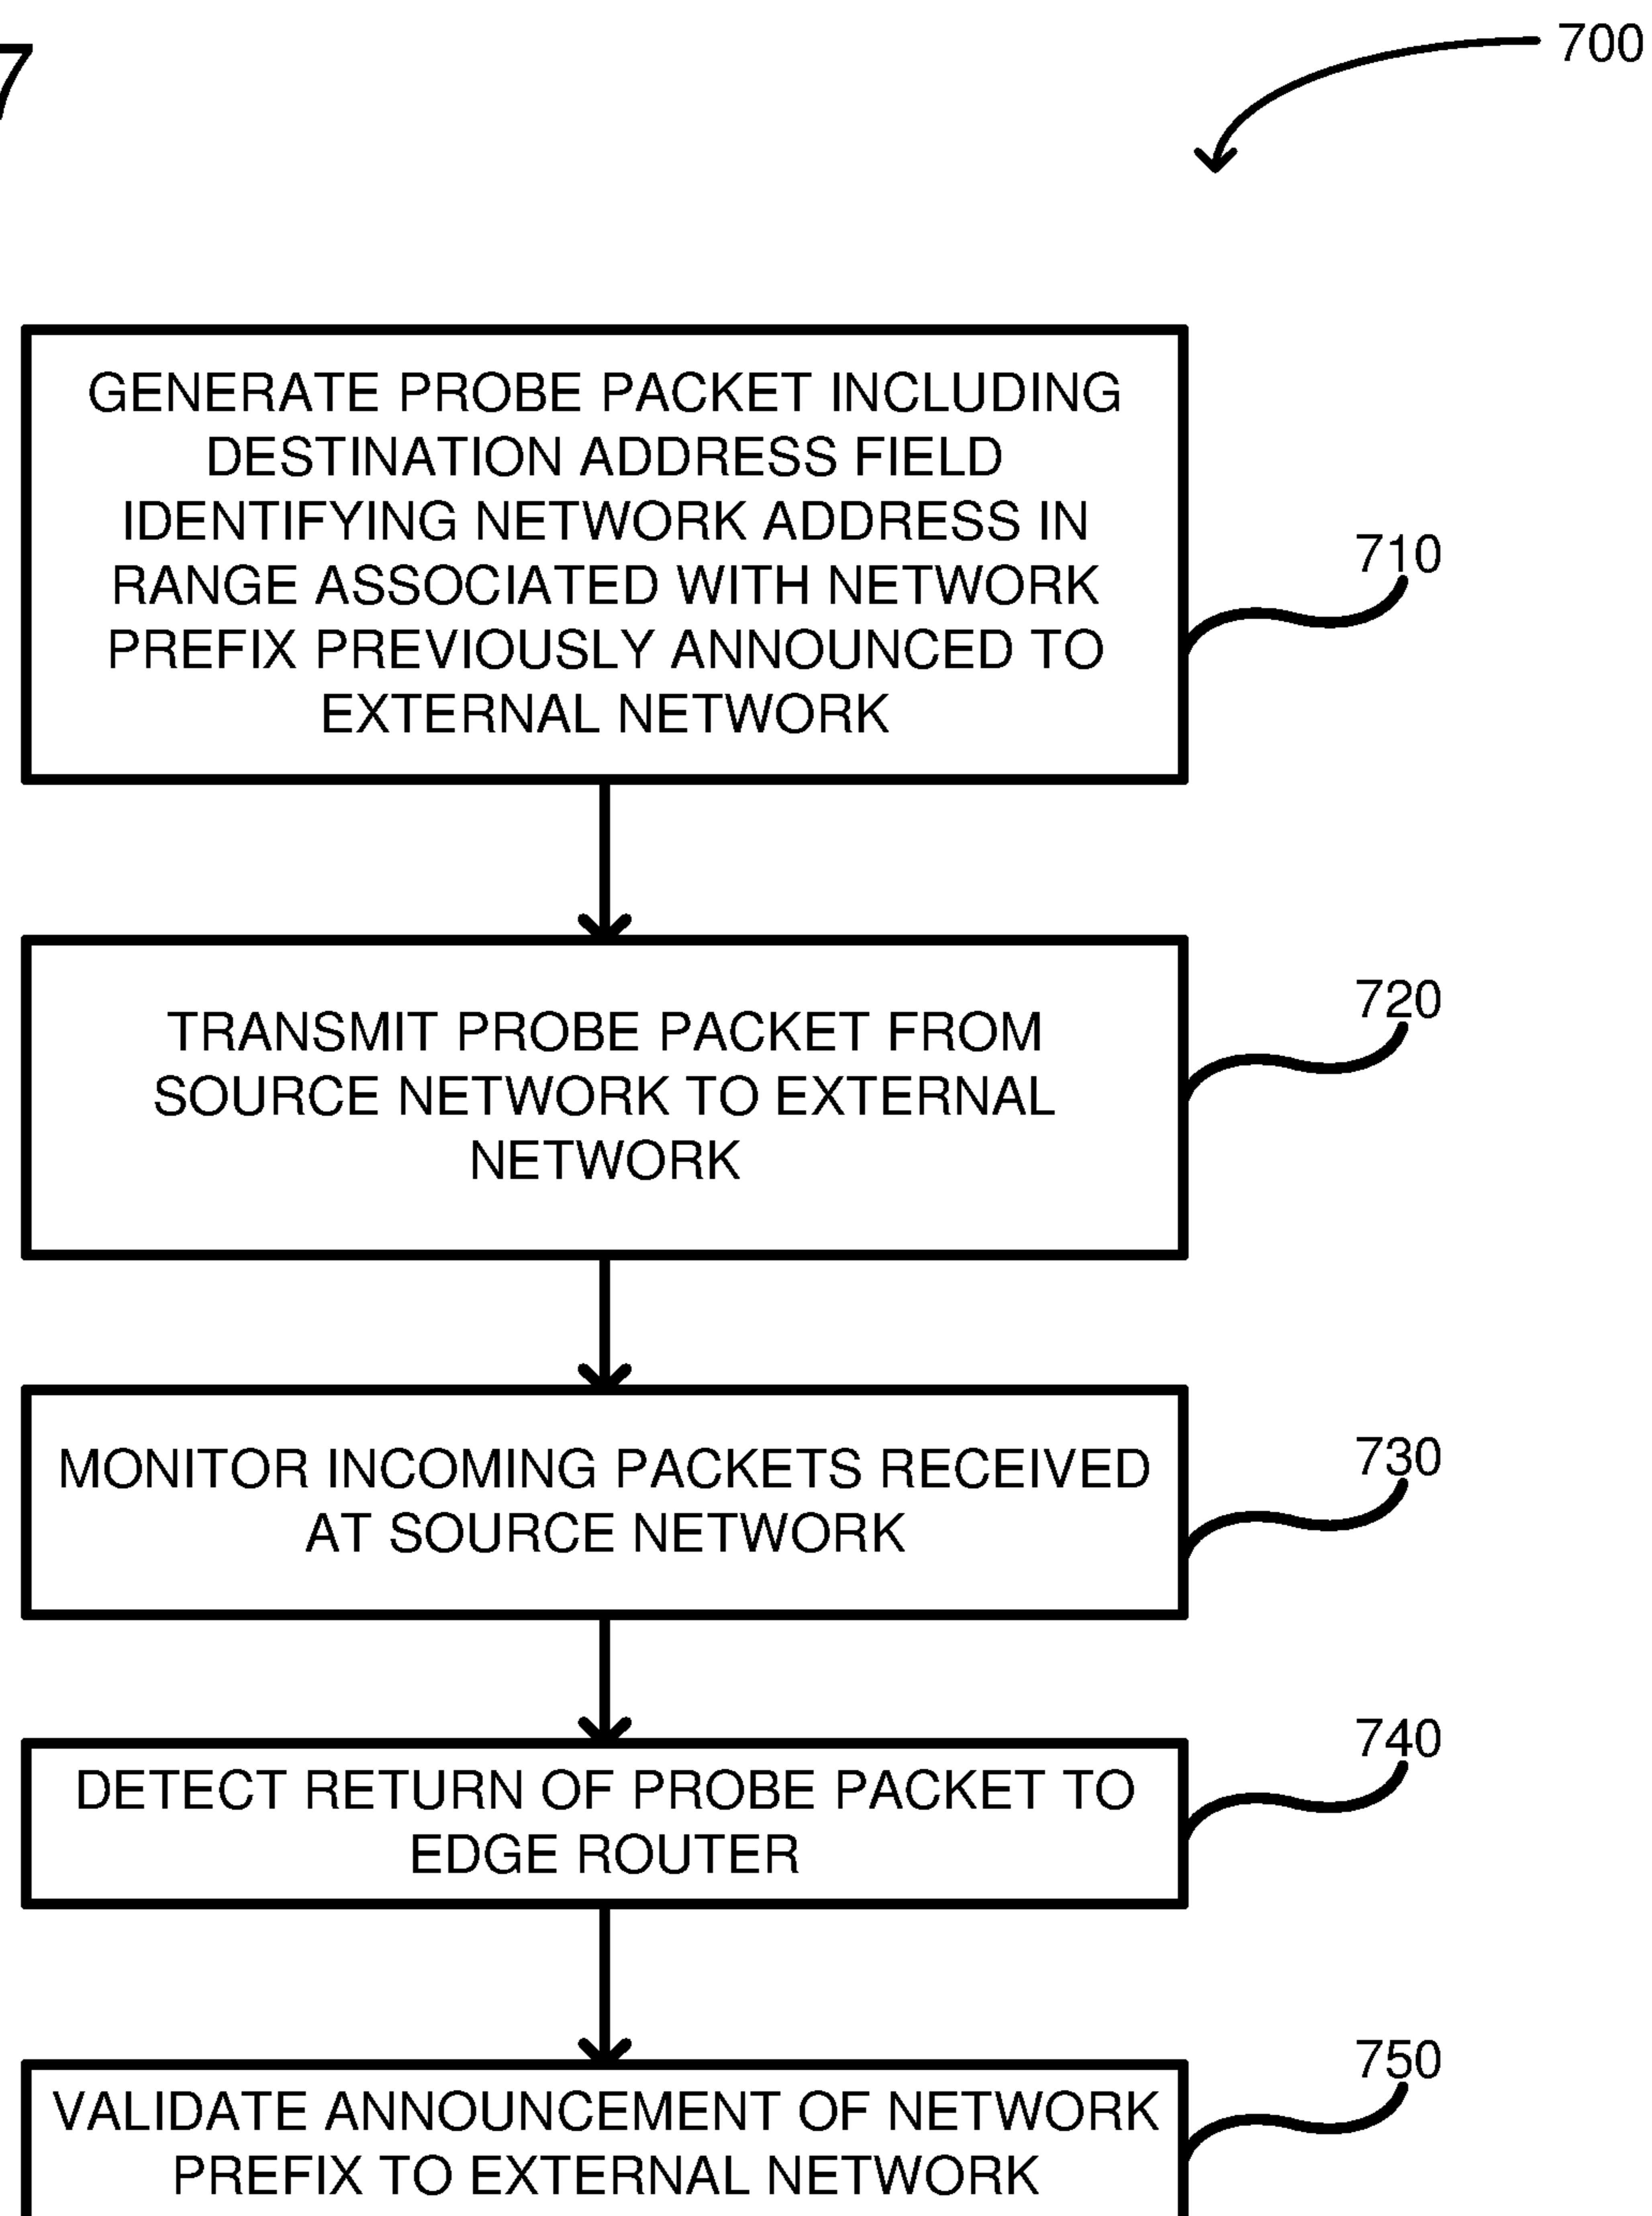 7
700
GENERATE PROBE PACKET INCLUDING
DESTINATION ADDRESS FIELD
IDENTIFYING NETWORK ADDRESS IN
RANGE ASSOCIATED WITH NETWORK
PREFIX PREVIOUSLY ANNOUNCED TO
EXTERNAL NETWORK
710
TRANSMIT PROBE PACKET FROM
SOURCE NETWORK TO EXTERNAL
NETWORK
720
MONITOR INCOMING PACKETS RECEIVED
AT SOURCE NETWORK
730
DETECT RETURN OF PROBE PACKET TO
EDGE ROUTER
740
VALIDATE ANNOUNCEMENT OF NETWORK
PREFIX TO EXTERNAL NETWORK
750